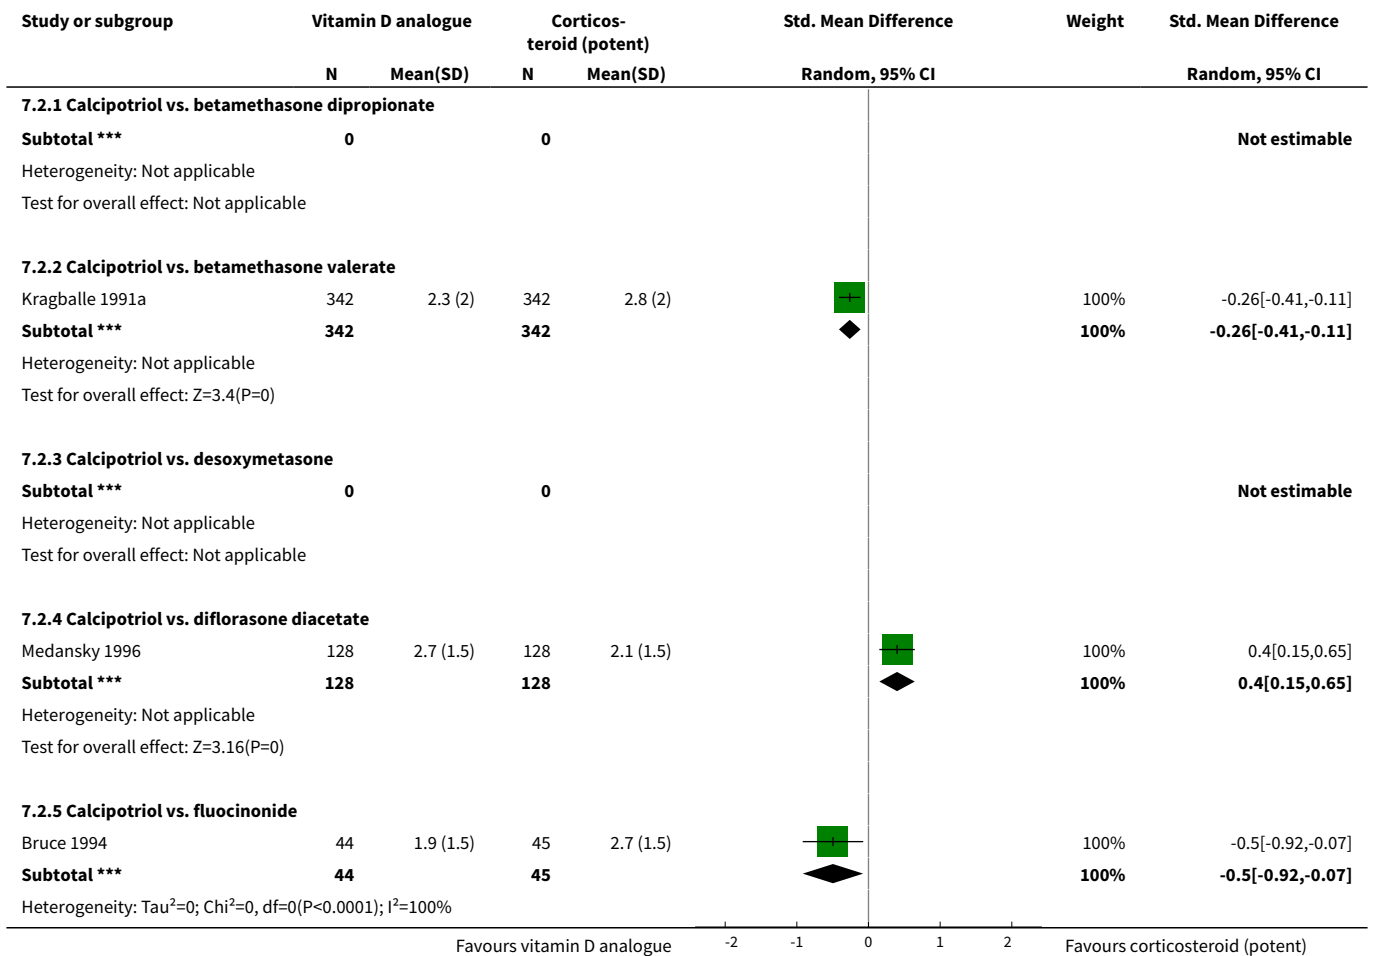 Study or subgroup Vitamin D analogue Corticos- Std. Mean Difference Weight Std. Mean Difference
teroid (potent)
N Mean(SD) N Mean(SD) Random, 95% CI Random, 95% CI
7.2.1 Calcipotriol vs. betamethasone dipropionate
Subtotal *** 0 0 Not estimable
Heterogeneity: Not applicable
Test for overall effect: Not applicable
7.2.2 Calcipotriol vs. betamethasone valerate
Kragballe 1991a 342 2.3 (2) 342 2.8 (2) 100% -0.26[-0.41,-0.11]
Subtotal *** 342 342 100% -0.26[-0.41,-0.11]
Heterogeneity: Not applicable
Test for overall effect: Z=3.4(P=0)
7.2.3 Calcipotriol vs. desoxymetasone
Subtotal *** 0 0 Not estimable
Heterogeneity: Not applicable
Test for overall effect: Not applicable
7.2.4 Calcipotriol vs. diflorasone diacetate
Medansky 1996 128 2.7 (1.5) 128 2.1 (1.5) 100% 0.4[0.15,0.65]
Subtotal *** 128 128 100% 0.4[0.15,0.65]
Heterogeneity: Not applicable
Test for overall effect: Z=3.16(P=0)
7.2.5 Calcipotriol vs. fluocinonide
Bruce 1994 44 1.9 (1.5) 45 2.7 (1.5) 100% -0.5[-0.92,-0.07]
Subtotal *** 44 45 100% -0.5[-0.92,-0.07]
Heterogeneity: Tau²=0; Chi²=0, df=0(P<0.0001); I²=100%
Favours vitamin D analogue -2 -1 0 1 2 Favours corticosteroid (potent)